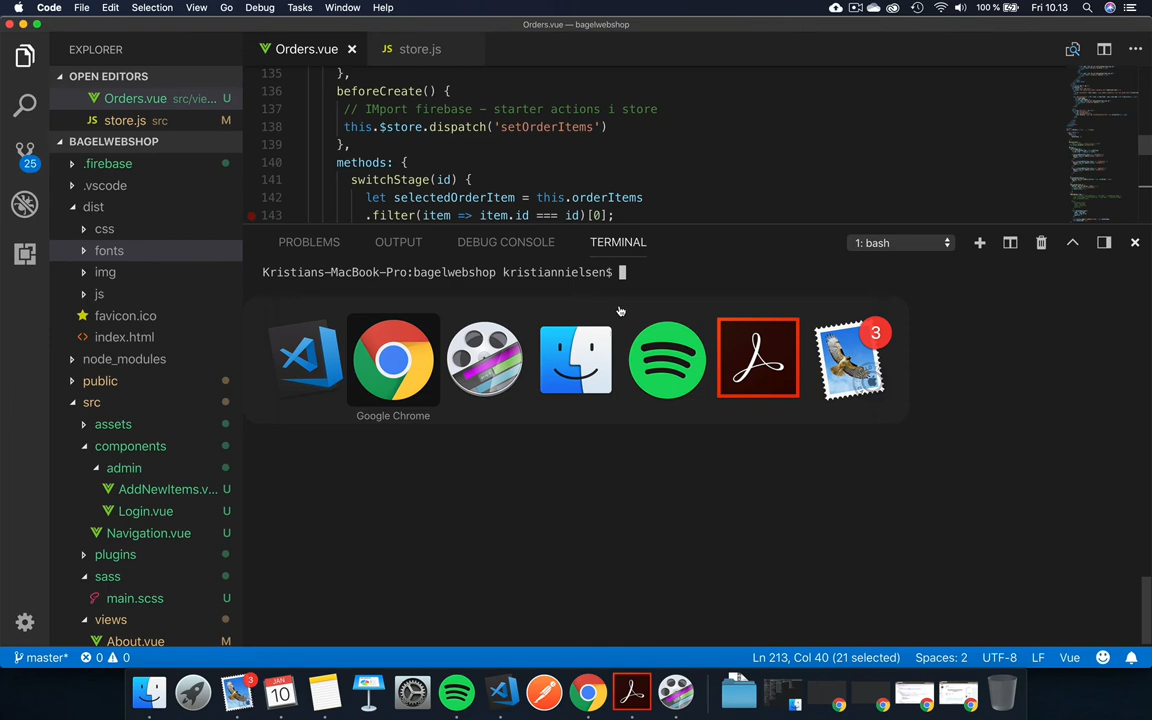 Code File Edit Selection View Go Debug Tasks Window Help 100 % Fri 10.13
Orders.vue — bagelwebshop
EXPLORER
OPEN EDITORS
Orders.vue src/vie... U
store.js src M
BAGELWEBSHOP
.firebase
.vscode
dist
css
fonts
img
js
favicon.ico
index.html
node_modules
public
src
assets
components
admin
AddNewItems.v... U
Login.vue U
Navigation.vue U
plugins
sass
main.scss U
views
About.vue M
25
Orders.vue JS store.js
135 },
136 beforeCreate() {
137 // IMport firebase - starter actions i store
138 this.$store.dispatch('setOrderItems')
139 },
140 methods: {
141 switchStage(id) {
142 let selectedOrderItem = this.orderItems
143 .filter(item => item.id === id)[0];
PROBLEMS OUTPUT DEBUG CONSOLE TERMINAL 1: bash
Kristians-MacBook-Pro:bagelwebshop kristiannielsen$
3
Google Chrome
master* 0 0 Ln 213, Col 40 (21 selected) Spaces: 2 UTF-8 LF Vue
3
JAN
10